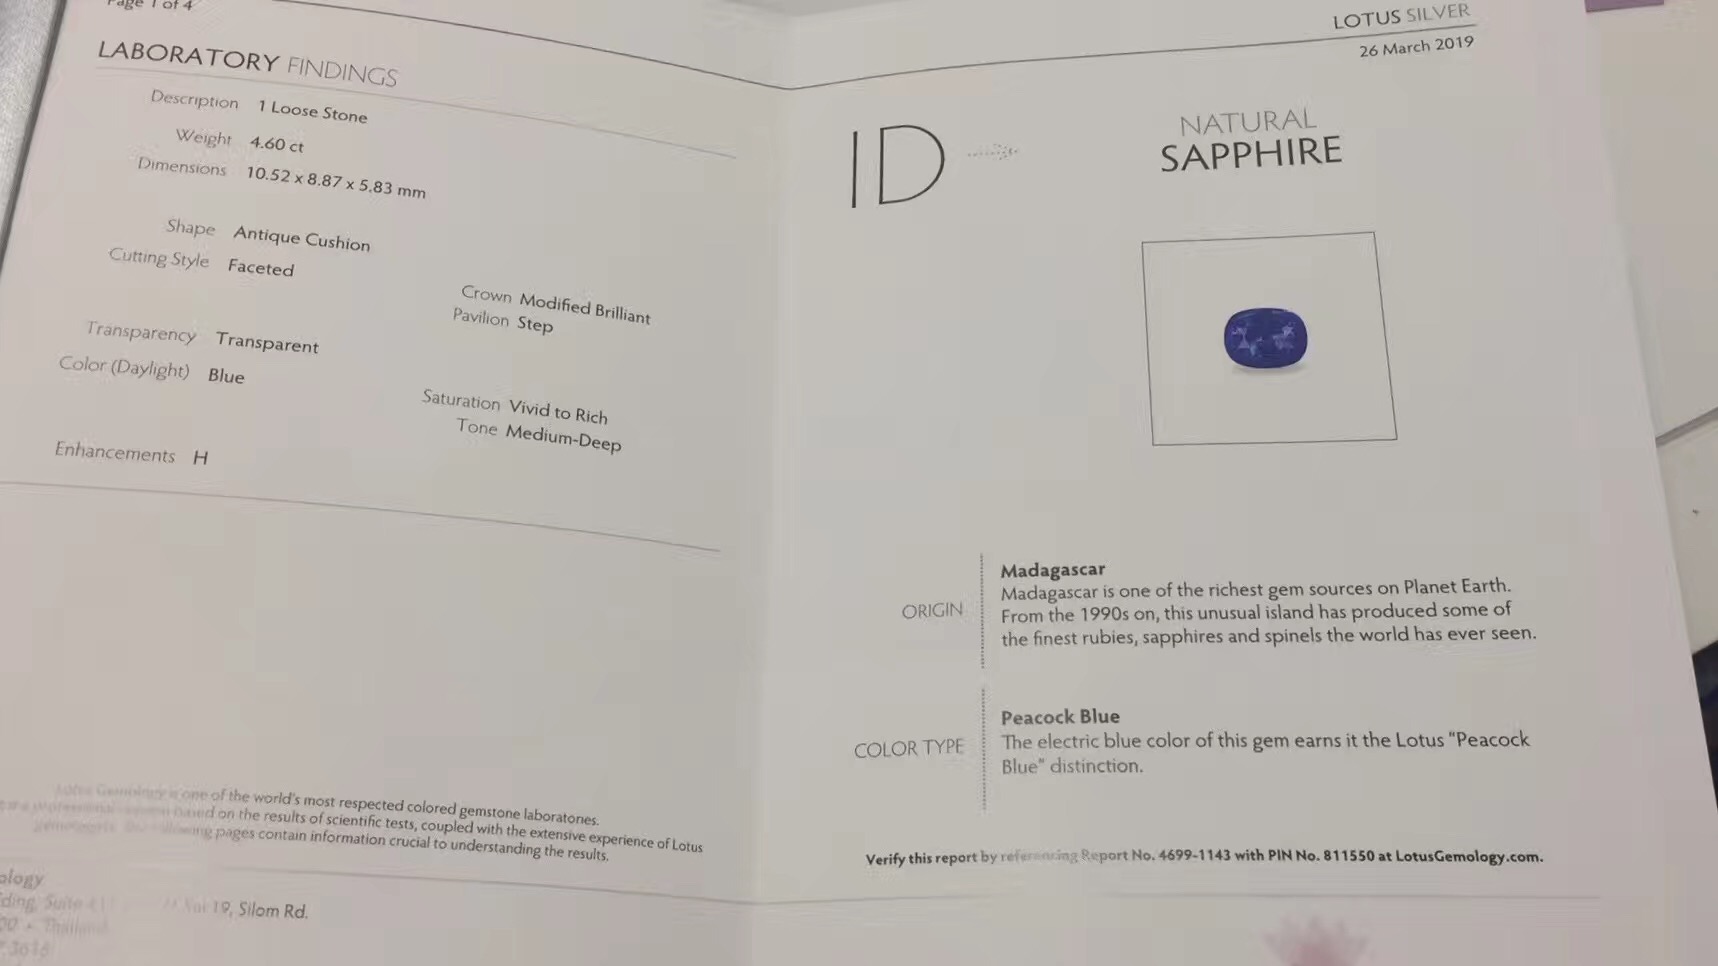 Page 1 of 4
LABORATORY FINDINGS
Description 1 Loose Stone
Weight 4.60 ct
Dimensions 10.52 x 8.87 x 5.83 mm
Shape Antique Cushion
Cutting Style Faceted
Crown Modified Brilliant
Pavilion Step
Transparency Transparent
Color (Daylight) Blue
Saturation Vivid to Rich
Tone Medium-Deep
Enhancements H
Lotus Gemology is one of the world's most respected colored gemstone laboratories.
based on the results of scientific tests, coupled with the extensive experience of Lotus
following pages contain information crucial to understanding the results.
19, Silom Rd.
Thailand
LOTUS SILVER
26 March 2019
ID
NATURAL
SAPPHIRE
ORIGIN
Madagascar
Madagascar is one of the richest gem sources on Planet Earth.
From the 1990s on, this unusual island has produced some of
the finest rubies, sapphires and spinels the world has ever seen.
COLOR TYPE
Peacock Blue
The electric blue color of this gem earns it the Lotus "Peacock
Blue" distinction.
Verify this report by referencing Report No. 4699-1143 with PIN No. 811550 at LotusGemology.com.